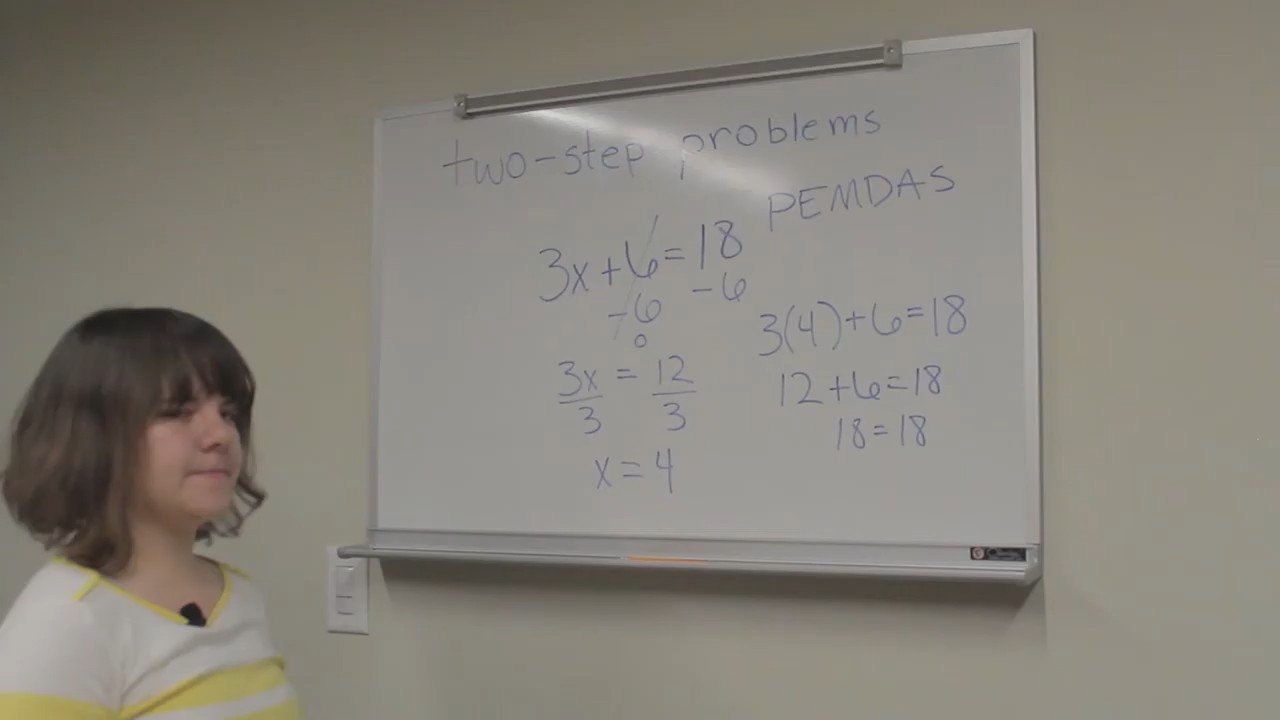 two-step problems
PEMDAS
3x+6=18
-6 -6
0
3x = 12
3 3
x = 4
3(4)+6=18
12+6=18
18=18